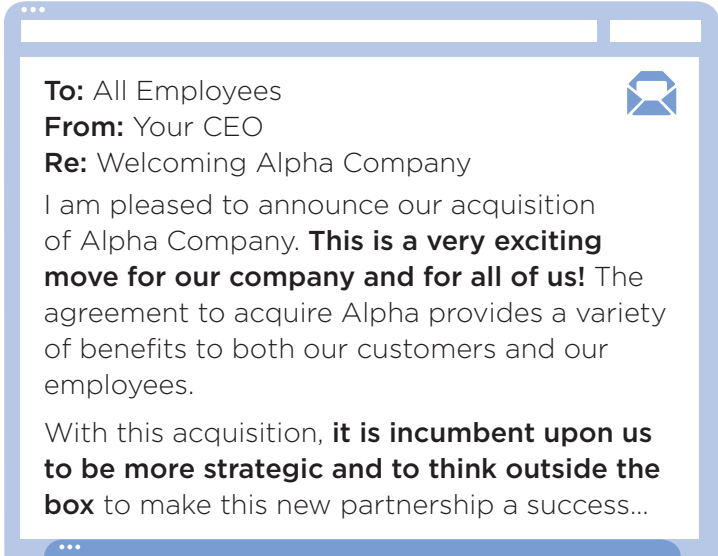 To: All Employees
From: Your CEO
Re: Welcoming Alpha Company
I am pleased to announce our acquisition
of Alpha Company. This is a very exciting
move for our company and for all of us! The
agreement to acquire Alpha provides a variety
of benefits to both our customers and our
employees.
With this acquisition, it is incumbent upon us
to be more strategic and to think outside the
box to make this new partnership a success...